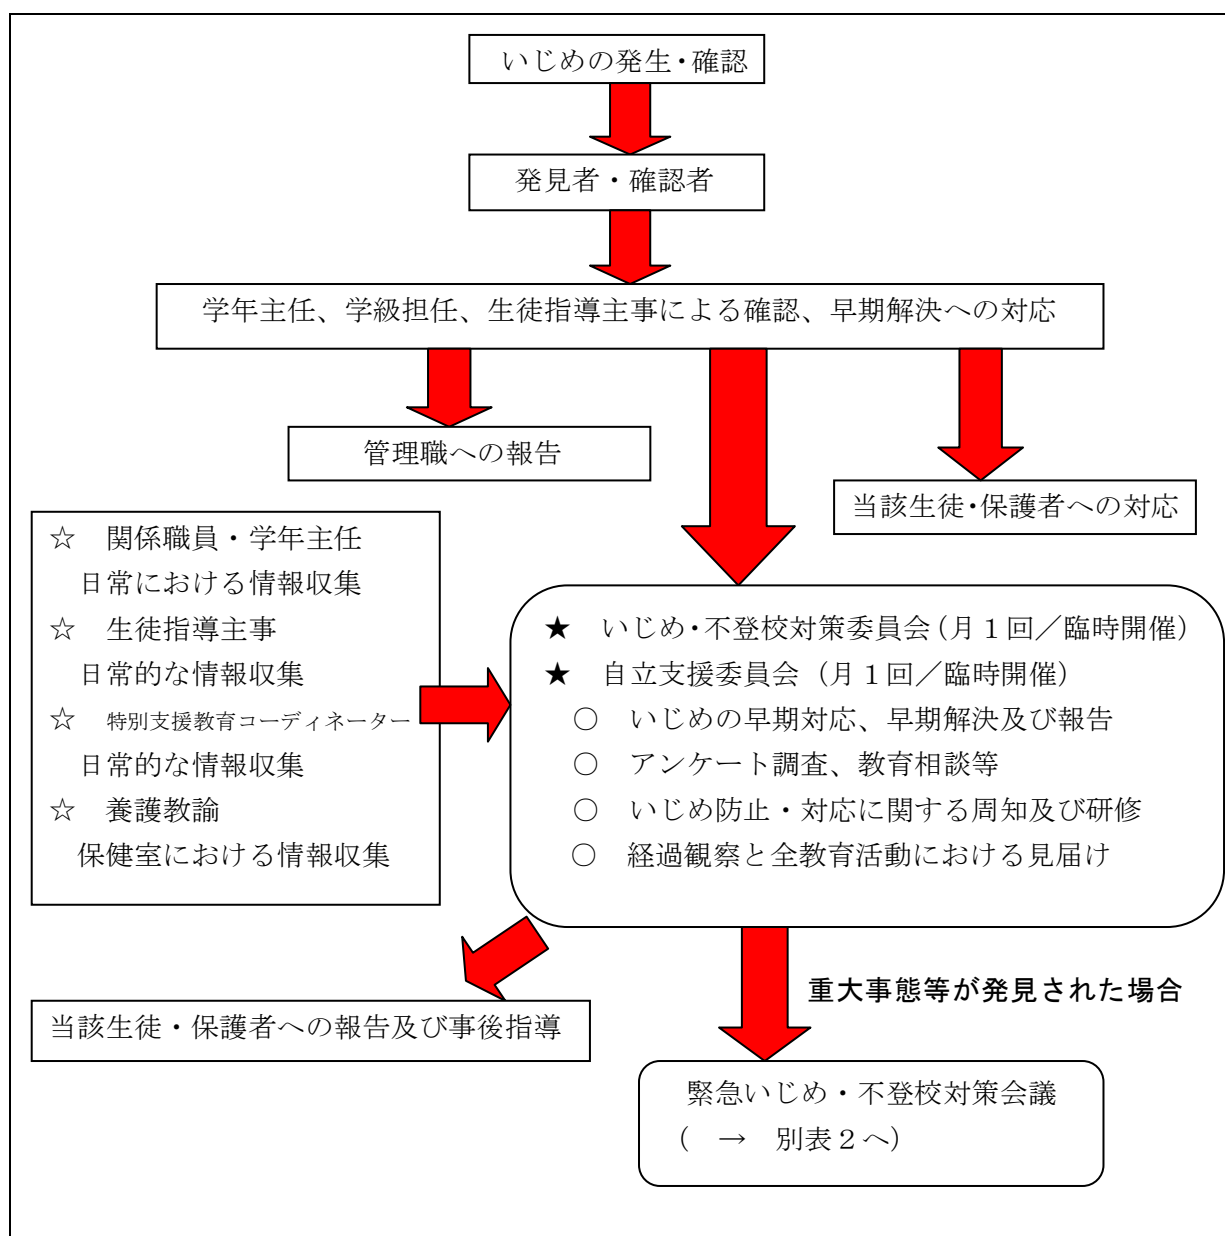 いじめの発生・確認
発見者・確認者
学年主任、学級担任、生徒指導主事による確認、早期解決への対応
管理職への報告
当該生徒・保護者への対応
☆　関係職員・学年主任
日常における情報収集
☆　生徒指導主事
日常的な情報収集
☆　特別支援教育コーディネーター
日常的な情報収集
☆　養護教諭
保健室における情報収集
★　いじめ・不登校対策委員会（月１回／臨時開催）
★　自立支援委員会（月１回／臨時開催）
○　いじめの早期対応、早期解決及び報告
○　アンケート調査、教育相談等
○　いじめ防止・対応に関する周知及び研修
○　経過観察と全教育活動における見届け
重大事態等が発見された場合
当該生徒・保護者への報告及び事後指導
緊急いじめ・不登校対策会議
（　→　別表２へ）